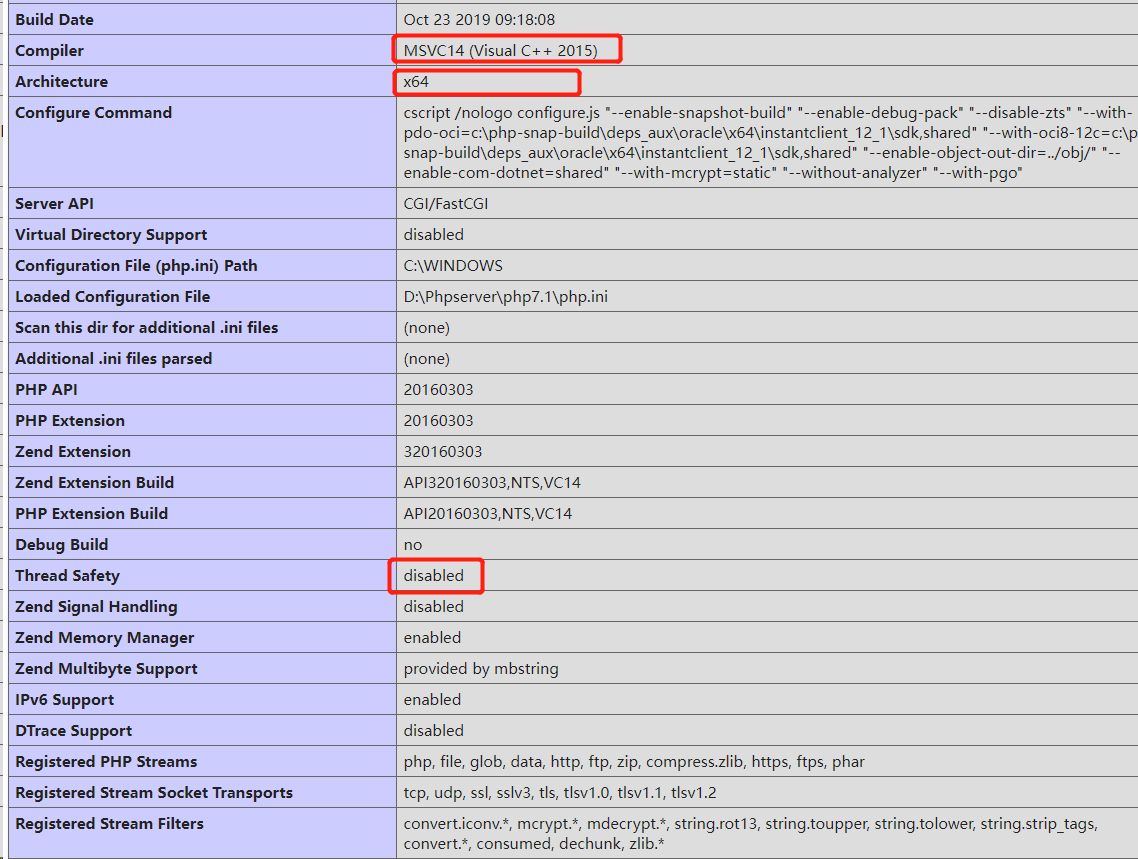 Build Date Oct 23 2019 09:18:08
Compiler MSVC14 (Visual C++ 2015)
Architecture x64
Configure Command cscript /nologo configure.js "--enable-snapshot-build" "--enable-debug-pack" "--disable-zts" "--with-
pdo-oci=c:\php-snap-build\deps_aux\oracle\x64\instantclient_12_1\sdk,shared" "--with-oci8-12c=c:\p
snap-build\deps_aux\oracle\x64\instantclient_12_1\sdk,shared" "--enable-object-out-dir=../obj/" "--
enable-com-dotnet=shared" "--with-mcrypt=static" "--without-analyzer" "--with-pgo"
Server API CGI/FastCGI
Virtual Directory Support disabled
Configuration File (php.ini) Path C:\WINDOWS
Loaded Configuration File D:\Phpserver\php7.1\php.ini
Scan this dir for additional .ini files (none)
Additional .ini files parsed (none)
PHP API 20160303
PHP Extension 20160303
Zend Extension 320160303
Zend Extension Build API320160303,NTS,VC14
PHP Extension Build API20160303,NTS,VC14
Debug Build no
Thread Safety disabled
Zend Signal Handling disabled
Zend Memory Manager enabled
Zend Multibyte Support provided by mbstring
IPv6 Support enabled
DTrace Support disabled
Registered PHP Streams php, file, glob, data, http, ftp, zip, compress.zlib, https, ftps, phar
Registered Stream Socket Transports tcp, udp, ssl, sslv3, tls, tlsv1.0, tlsv1.1, tlsv1.2
Registered Stream Filters convert.iconv.*, mcrypt.*, mdecrypt.*, string.rot13, string.toupper, string.tolower, string.strip_tags,
convert.*, consumed, dechunk, zlib.*